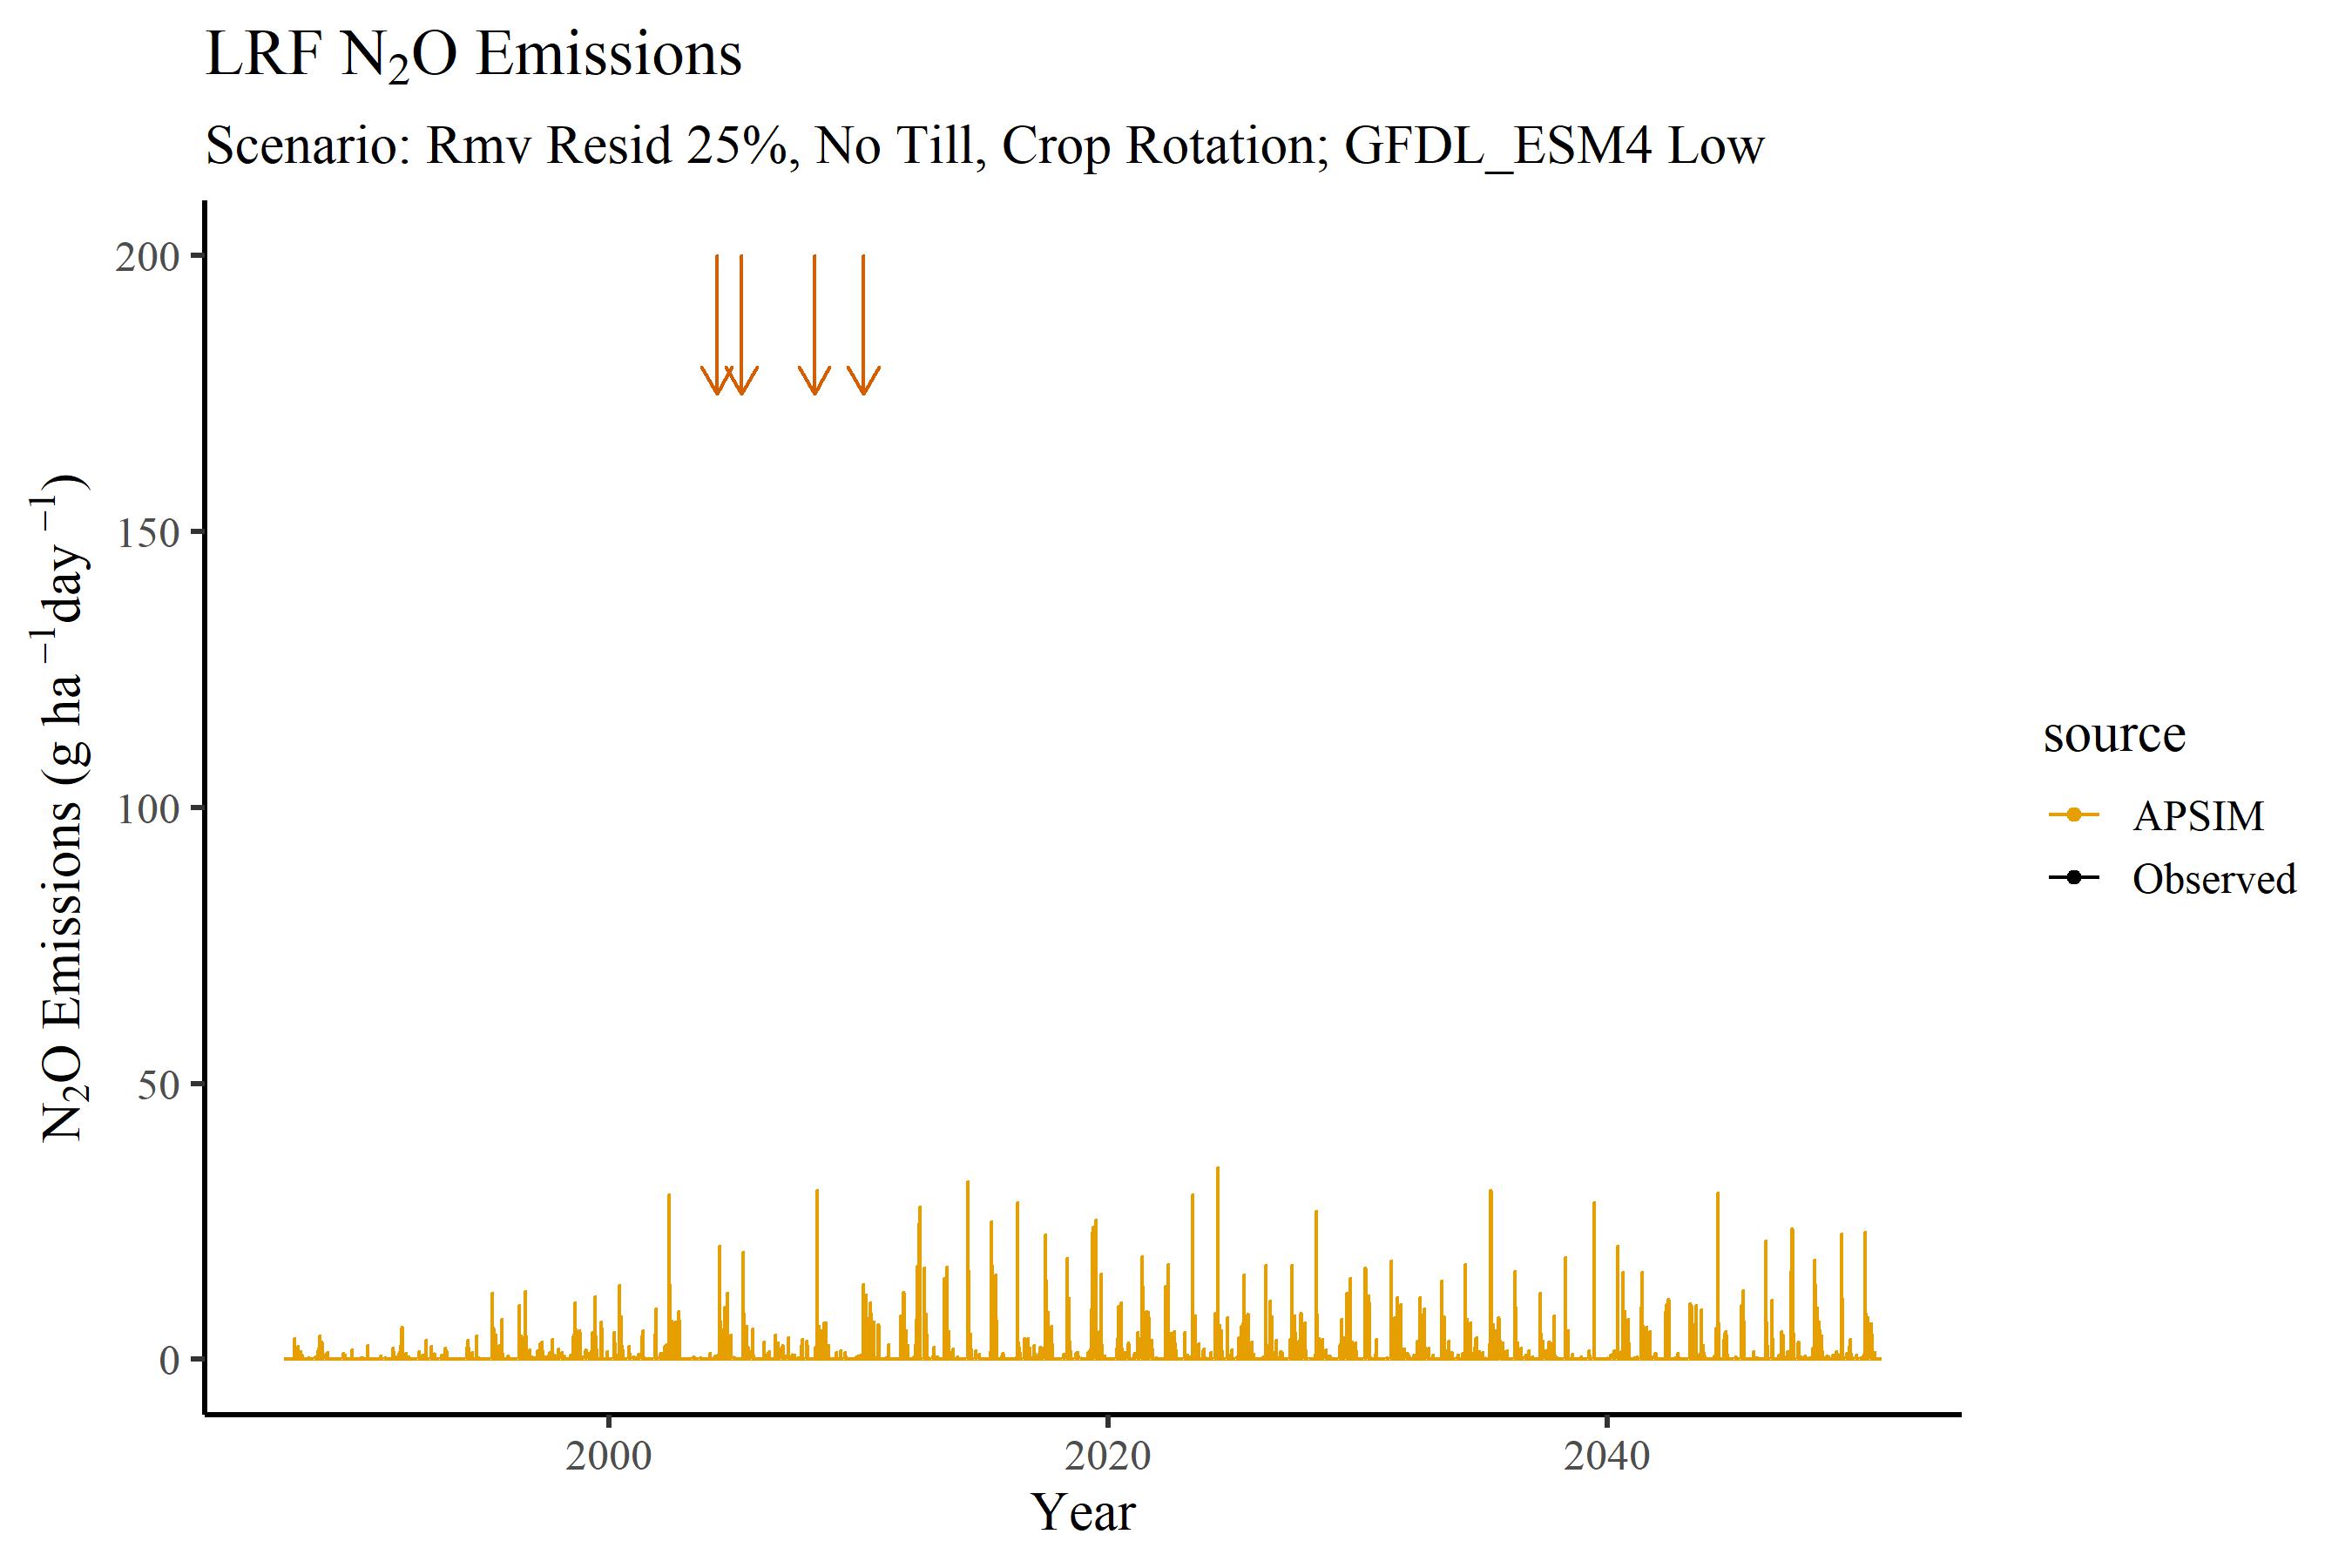 LRF N₂O Emissions
Scenario: Rmv Resid 25%, No Till, Crop Rotation; GFDL_ESM4 Low
N₂O Emissions (g ha⁻¹day⁻¹)
200
150
100
50
0
2000 2020 2040
Year
source
APSIM
Observed